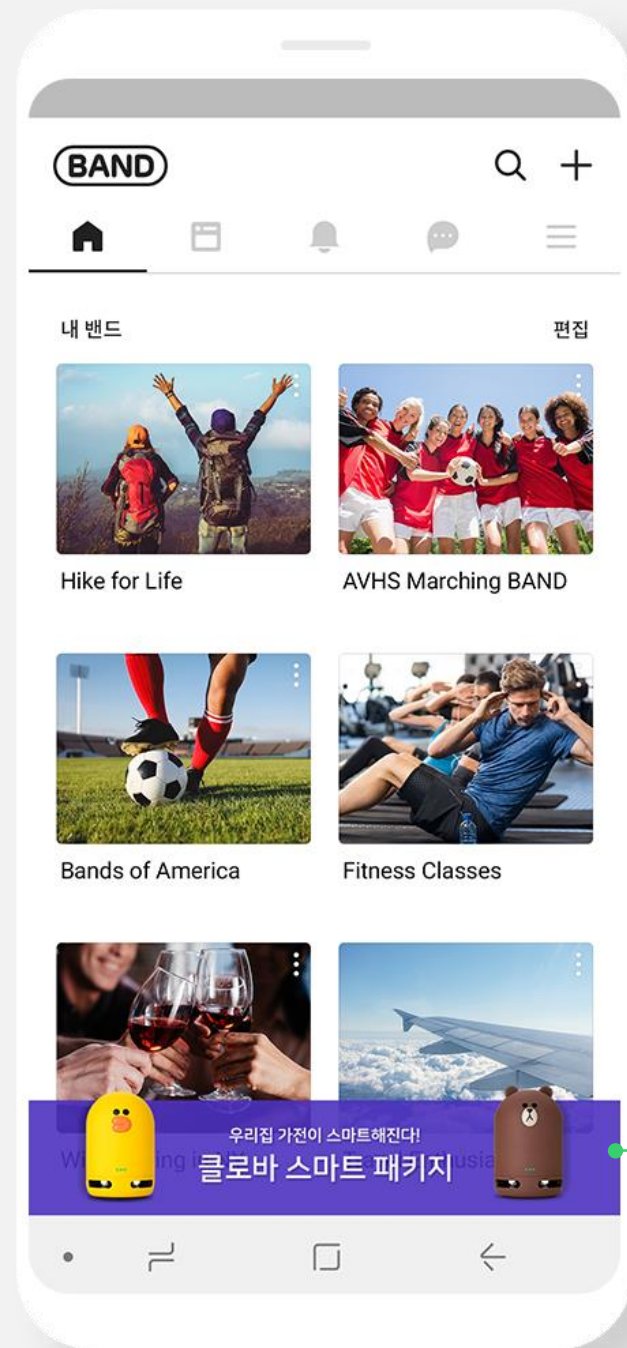 BAND
내 밴드
편집
Hike for Life
AVHS Marching BAND
Bands of America
Fitness Classes
우리집 가전이 스마트해진다!
클로바 스마트 패키지